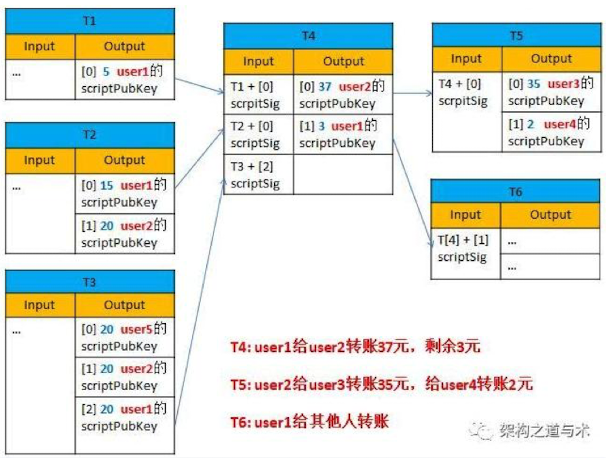 T1
Input Output
... [0] 5 user1的
scriptPubKey
T2
Input Output
... [0] 15 user1的
scriptPubKey
[1] 20 user2的
scriptPubKey
T3
Input Output
... [0] 20 user5的
scriptPubKey
[1] 20 user2的
scriptPubKey
[2] 20 user1的
scriptPubKey
T4
Input Output
T1 + [0] [0] 37 user2的
scrpitSig scriptPubKey
T2 + [0] [1] 3 user1的
scriptSig scriptPubKey
T3 + [2]
scriptSig
T5
Input Output
T4 + [0] [0] 35 user3的
scrpitSig scriptPubKey
[1] 2 user4的
scriptPubKey
T6
Input Output
T[4] + [1] ...
scriptSig
...
T4: user1给user2转账37元，剩余3元
T5: user2给user3转账35元，给user4转账2元
T6: user1给其他人转账
架构之道与术